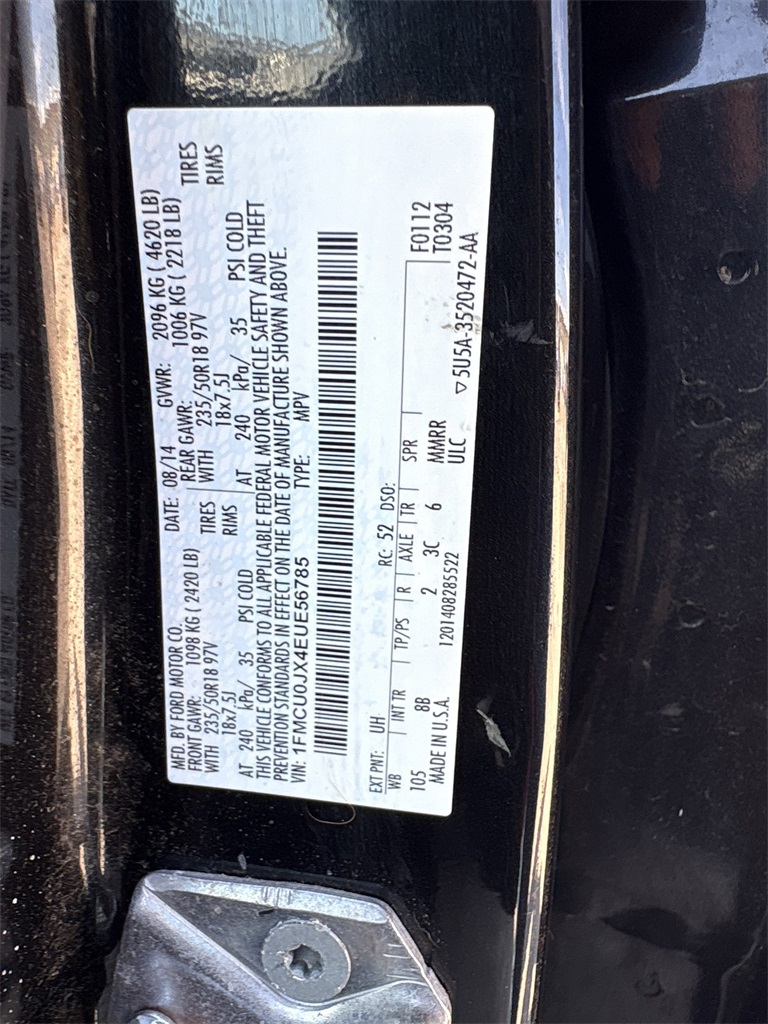 MFD. BY FORD MOTOR CO. DATE: 08/14 GVWR: 2096 KG ( 4620 LB)
FRONT GAWR: 1098 KG ( 2420 LB) REAR GAWR: 1006 KG ( 2218 LB)
WITH 235/50R18 97V TIRES WITH 235/50R18 97V TIRES
18x7.5J RIMS 18x7.5J RIMS
AT 240 kPa/ 35 PSI COLD AT 240 kPa/ 35 PSI COLD
THIS VEHICLE CONFORMS TO ALL APPLICABLE FEDERAL MOTOR VEHICLE SAFETY AND THEFT
PREVENTION STANDARDS IN EFFECT ON THE DATE OF MANUFACTURE SHOWN ABOVE.
VIN: 1FMCU0JX4EUE56785 TYPE: MPV
EXT PNT: UH RC: 52 DSO:
WB INT TR TP/PS R AXLE TR SPR F0112
105 8B 2 3C 6 MMRR T0304
MADE IN U.S.A. 1201408285522 ULC
▽5U5A-3520472-AA